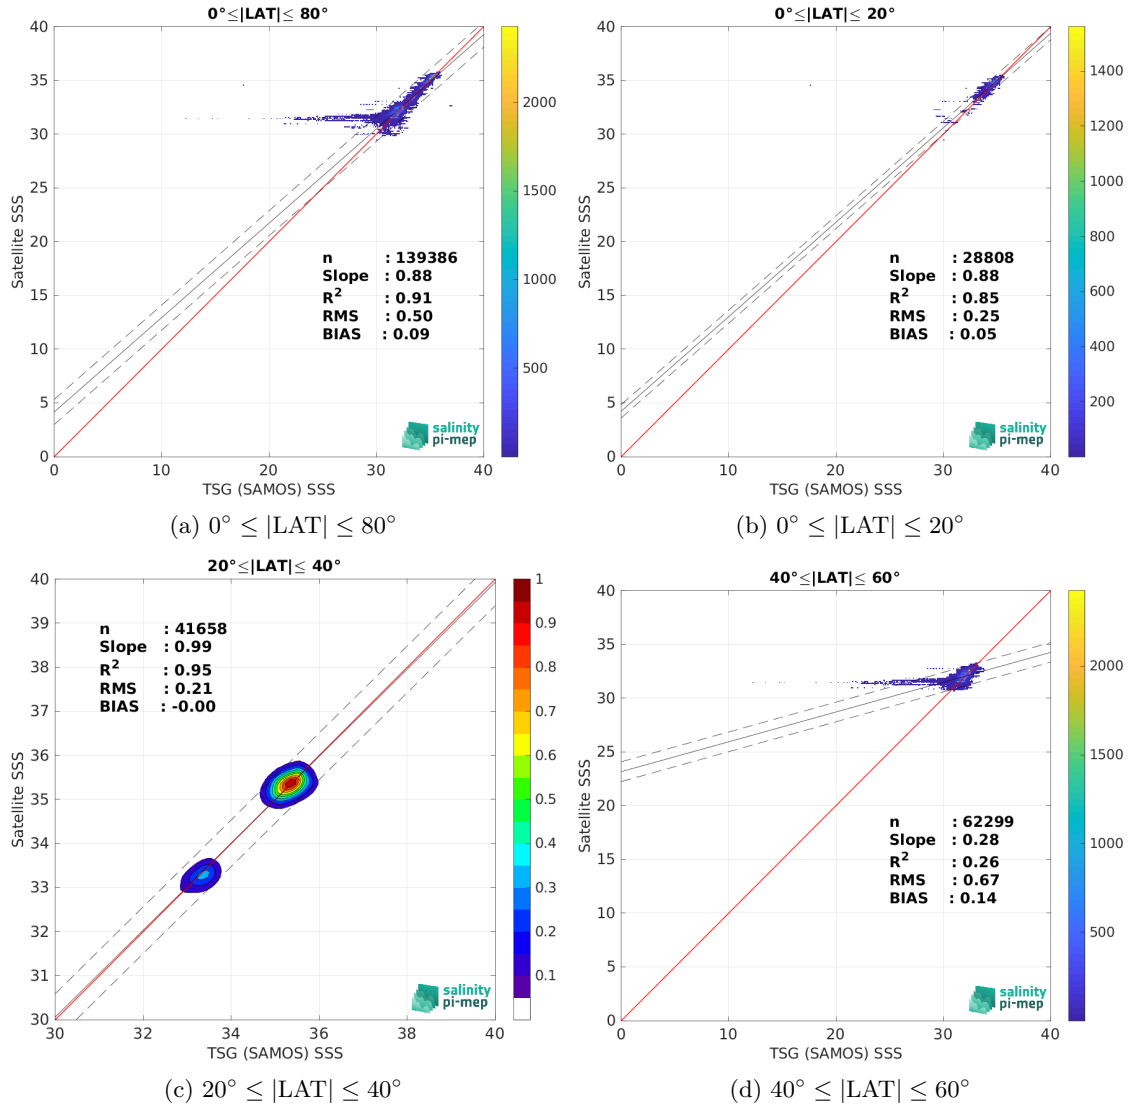 0°≤|LAT|≤ 80°
40
35
30
25
20
15
10
5
0
Satellite SSS
n : 139386
Slope : 0.88
R² : 0.91
RMS : 0.50
BIAS : 0.09
salinity
pi-mep
0 10 20 30 40
TSG (SAMOS) SSS
2000
1500
1000
500
(a) 0° ≤ |LAT| ≤ 80°
0°≤|LAT|≤ 20°
40
35
30
25
20
15
10
5
0
Satellite SSS
n : 28808
Slope : 0.88
R² : 0.85
RMS : 0.25
BIAS : 0.05
salinity
pi-mep
0 10 20 30 40
TSG (SAMOS) SSS
1400
1200
1000
800
600
400
200
(b) 0° ≤ |LAT| ≤ 20°
20°≤|LAT|≤ 40°
40
39
38
37
36
35
34
33
32
31
30
Satellite SSS
n : 41658
Slope : 0.99
R² : 0.95
RMS : 0.21
BIAS : -0.00
salinity
pi-mep
30 32 34 36 38 40
TSG (SAMOS) SSS
1
0.9
0.8
0.7
0.6
0.5
0.4
0.3
0.2
0.1
(c) 20° ≤ |LAT| ≤ 40°
40°≤|LAT|≤ 60°
40
35
30
25
20
15
10
5
0
Satellite SSS
n : 62299
Slope : 0.28
R² : 0.26
RMS : 0.67
BIAS : 0.14
salinity
pi-mep
0 10 20 30 40
TSG (SAMOS) SSS
2000
1500
1000
500
(d) 40° ≤ |LAT| ≤ 60°